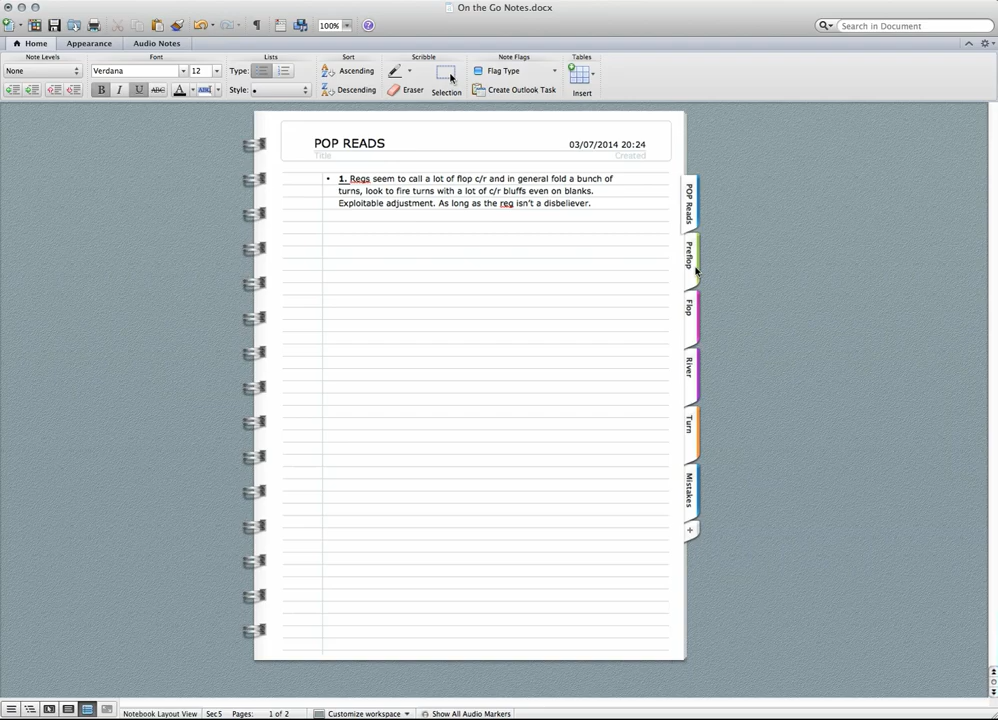 On the Go Notes.docx
100%
Search in Document
Home Appearance Audio Notes
Note Levels Font Lists Sort Scribble Note Flags Tables
None Verdana 12 Type: Ascending Flag Type
B I U ABC A ABC Style: • Descending Eraser Selection Create Outlook Task Insert
POP READS 03/07/2014 20:24
Title Created
• 1. Regs seem to call a lot of flop c/r and in general fold a bunch of
turns, look to fire turns with a lot of c/r bluffs even on blanks.
Exploitable adjustment. As long as the reg isn't a disbeliever.
POP Reads
Preflop
Flop
River
Turn
Mistakes
+
Notebook Layout View Sec5 Pages: 1 of 2 Customize workspace Show All Audio Markers